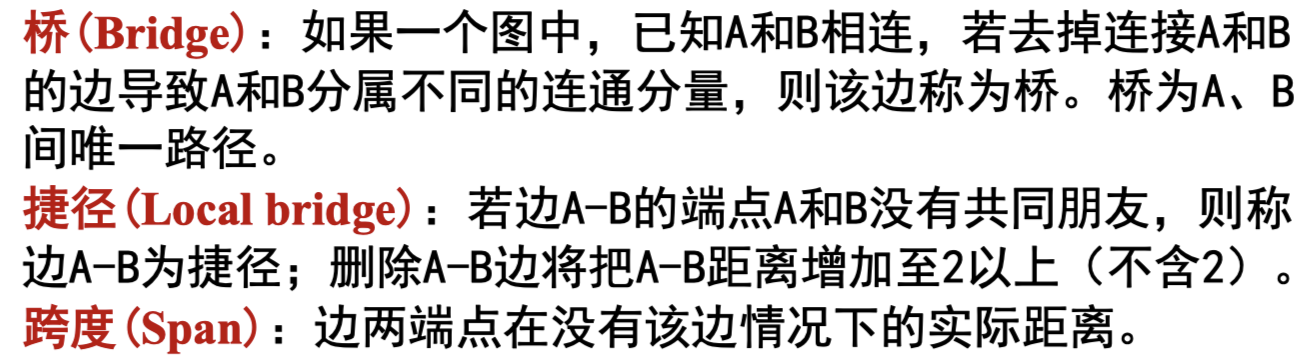 桥(Bridge)：如果一个图中，已知A和B相连，若去掉连接A和B
的边导致A和B分属不同的连通分量，则该边称为桥。桥为A、B
间唯一路径。
捷径(Local bridge)：若边A-B的端点A和B没有共同朋友，则称
边A-B为捷径；删除A-B边将把A-B距离增加至2以上（不含2）。
跨度(Span)：边两端点在没有该边情况下的实际距离。